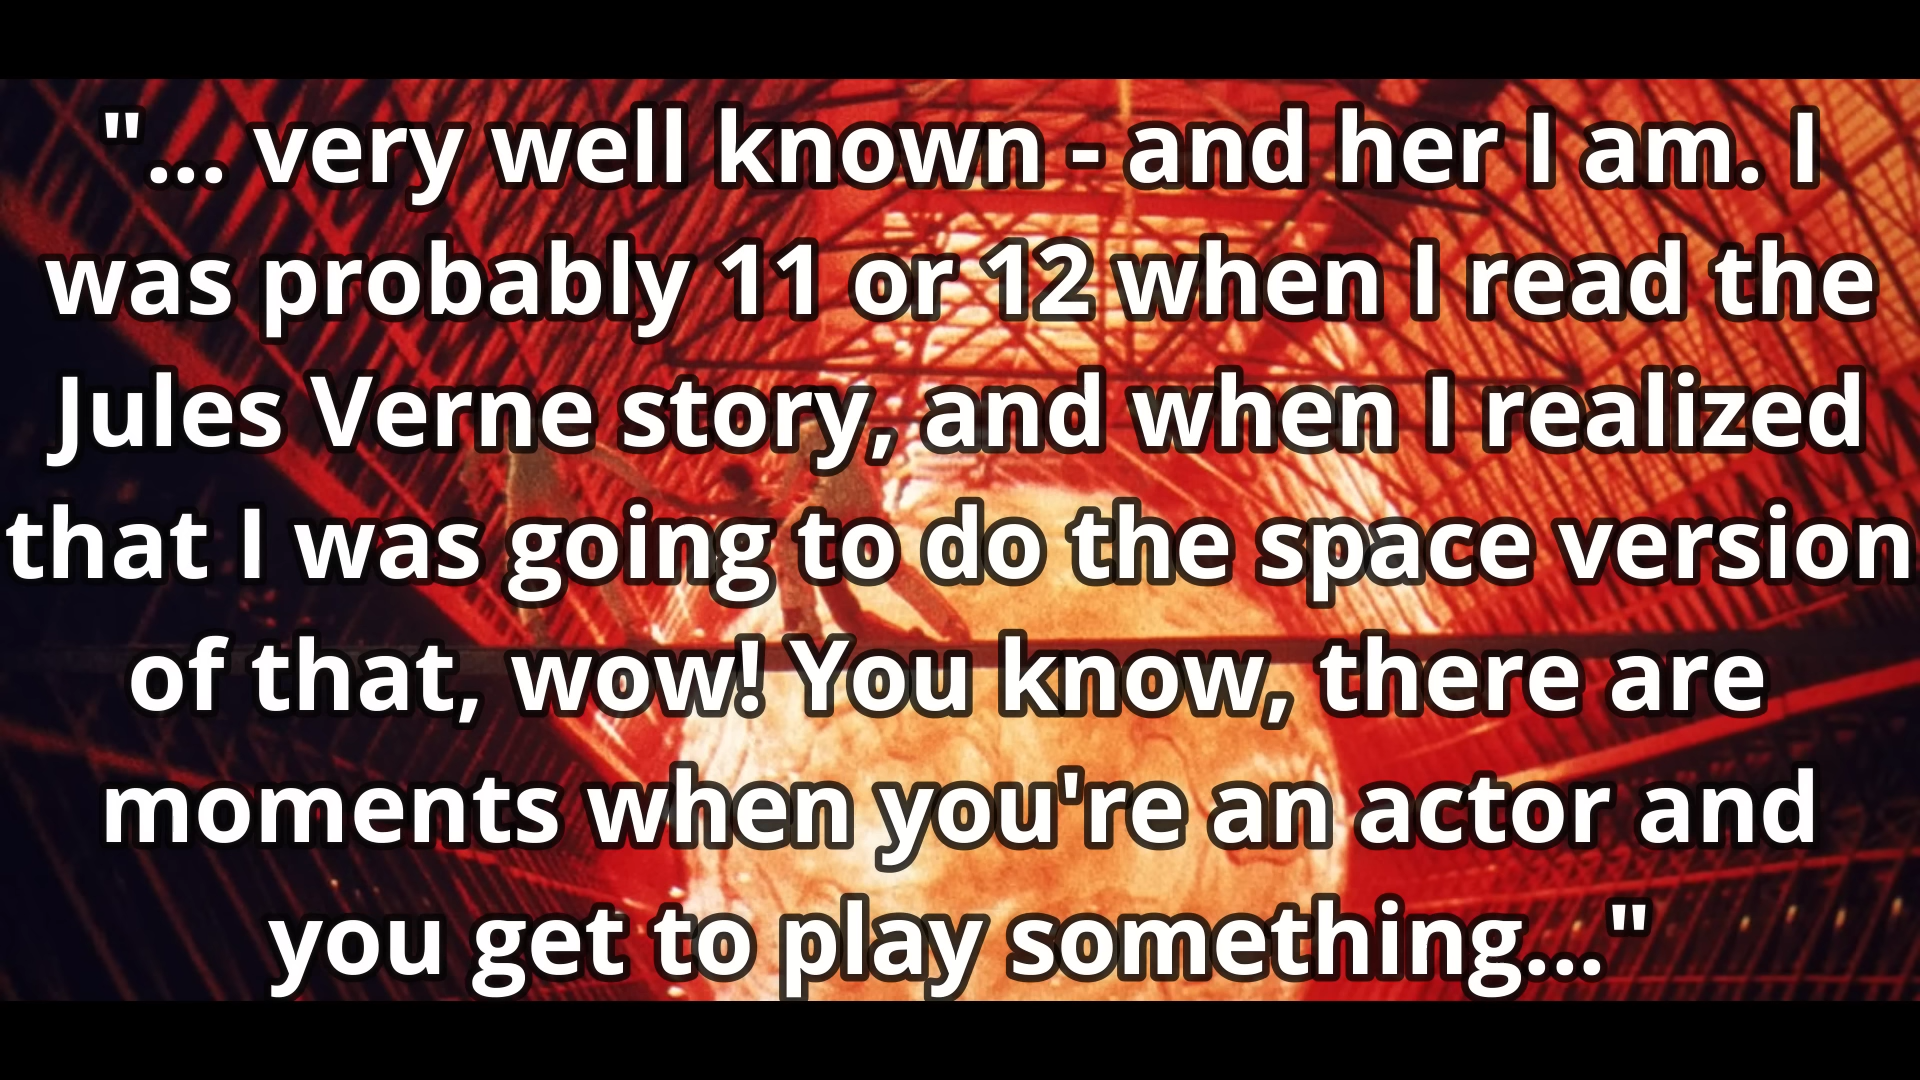 "... very well known - and her I am. I
was probably 11 or 12 when I read the
Jules Verne story, and when I realized
that I was going to do the space version
of that, wow! You know, there are
moments when you're an actor and
you get to play something..."